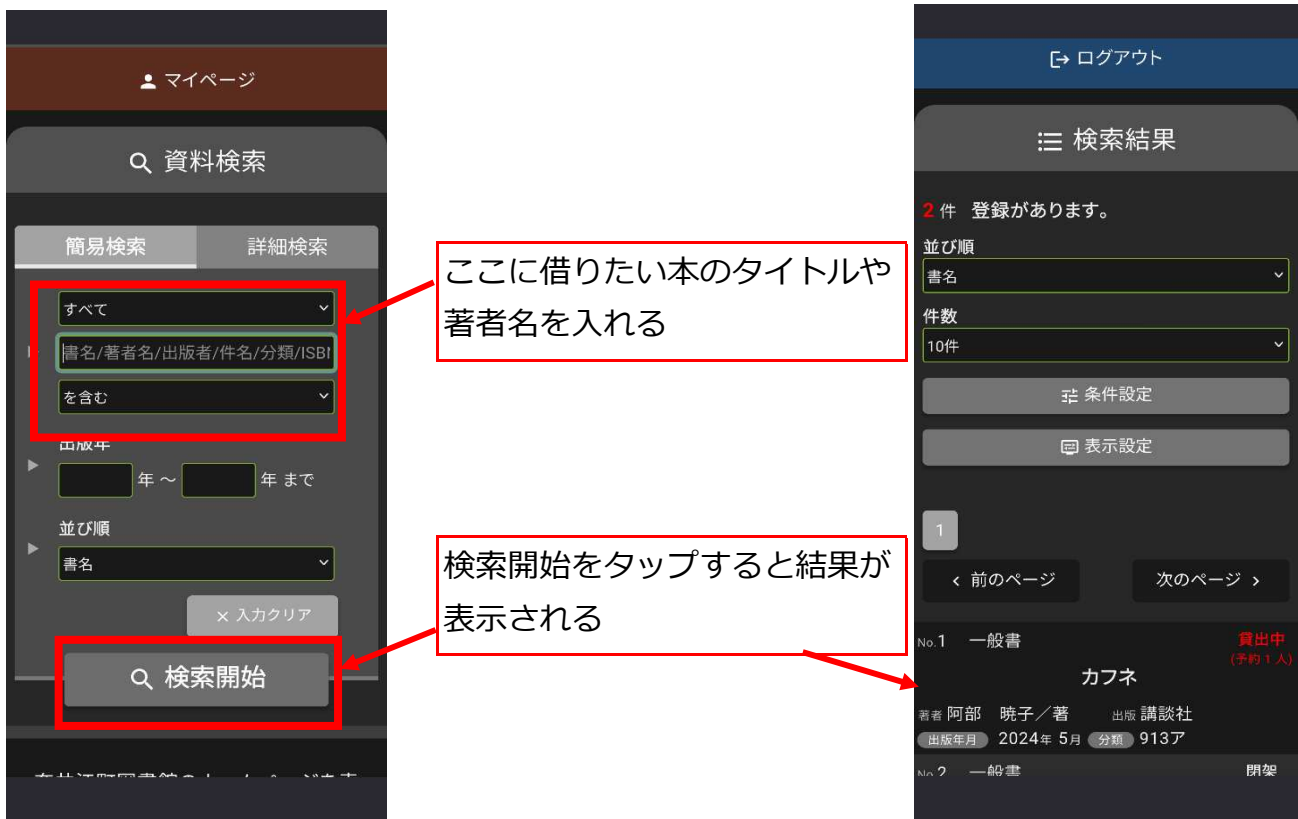 マイページ
資料検索
簡易検索 詳細検索
すべて
書名/著者名/出版者/件名/分類/ISB
を含む
出版年
年 ～ 年 まで
並び順
書名
× 入力クリア
検索開始
ここに借りたい本のタイトルや
著者名を入れる
検索開始をタップすると結果が
表示される
ログアウト
検索結果
2 件 登録があります。
並び順
書名
件数
10件
条件設定
表示設定
1
前のページ 次のページ
No.1 一般書 貸出中
(予約１人)
カフネ
著者 阿部 暁子／著 出版 講談社
出版年月 2024年 5月 分類 913ア
No.2 一般書 閉架